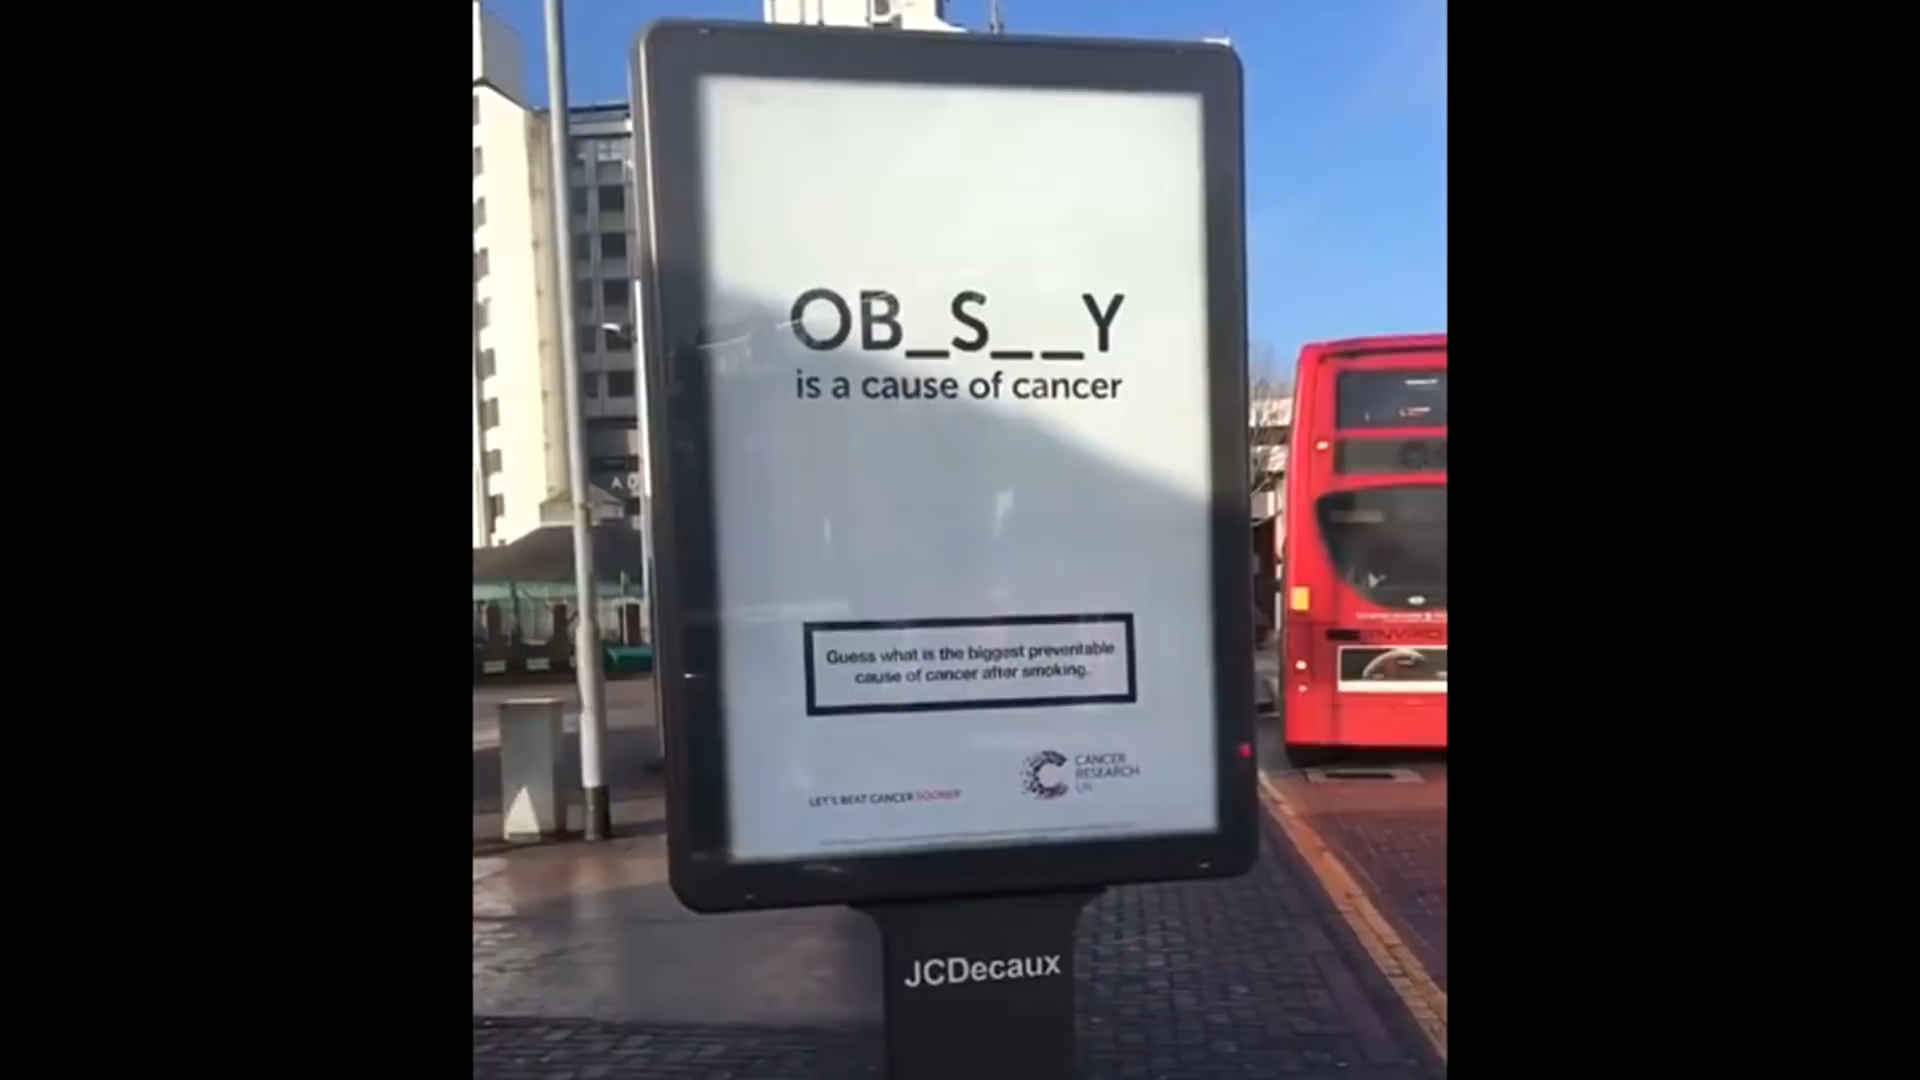 OB_S__Y
is a cause of cancer
Guess what is the biggest preventable
cause of cancer after smoking.
LET'S BEAT CANCER SOONER
CANCER
RESEARCH
UK
JCDecaux